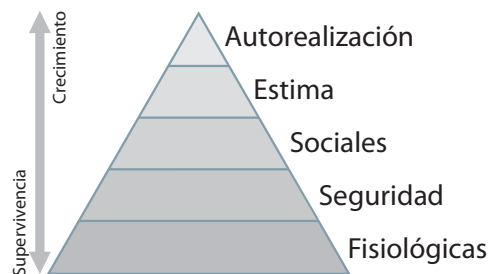 Crecimiento
Supervivencia
Autorealización
Estima
Sociales
Seguridad
Fisiológicas